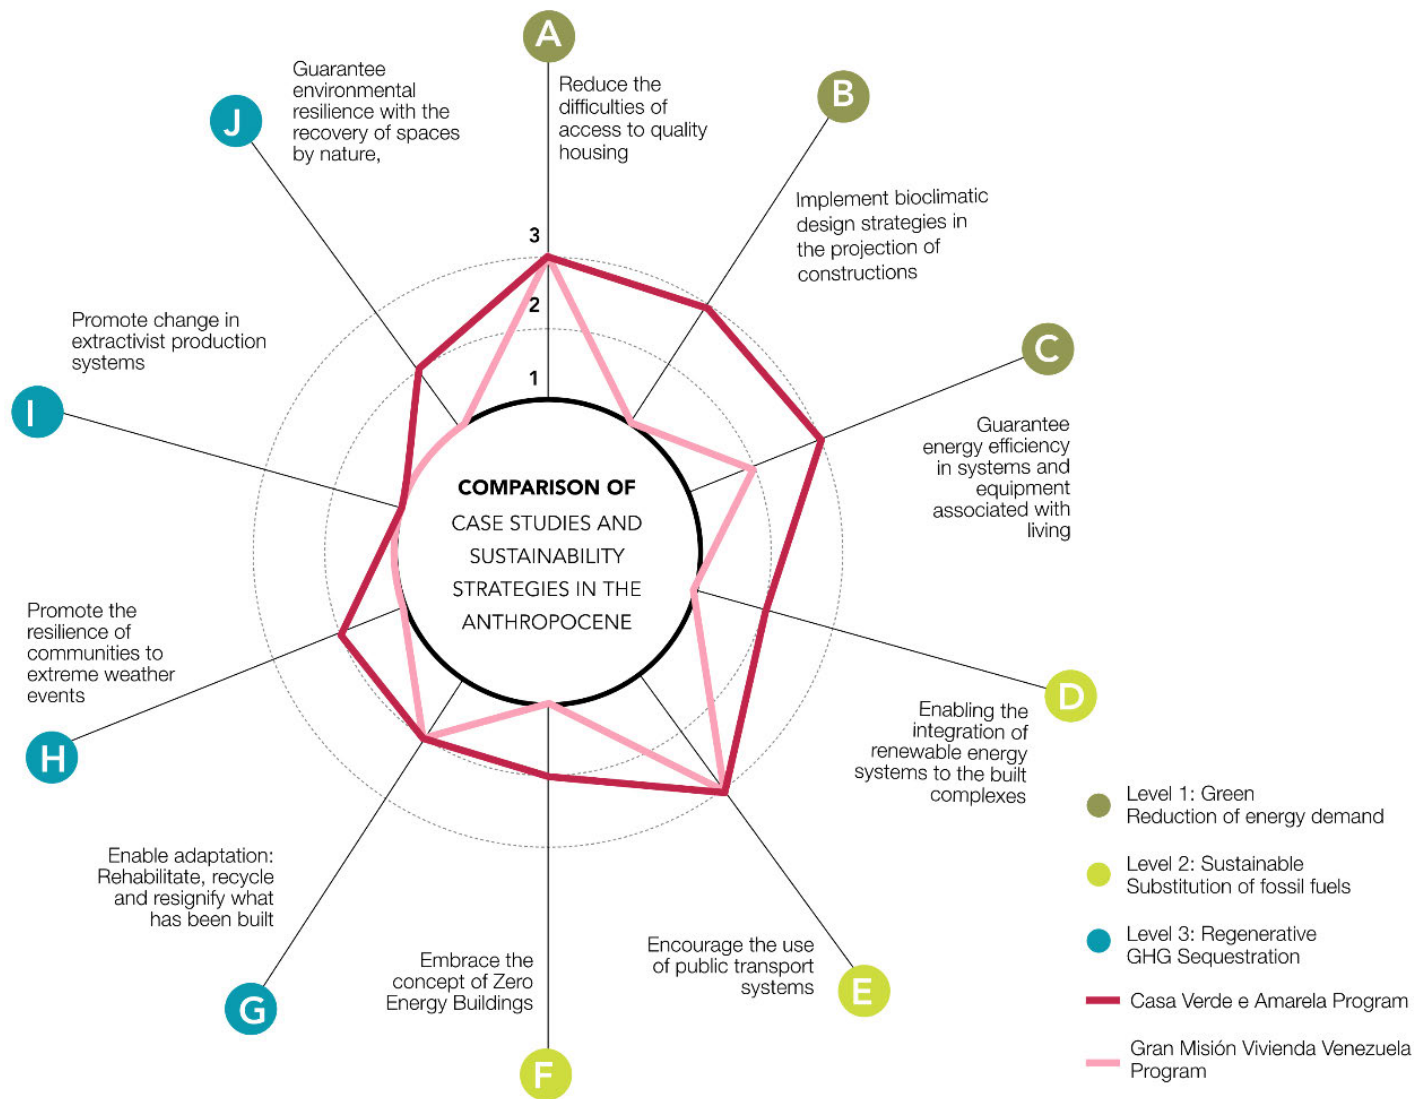 A
Reduce the
difficulties of
access to quality
housing
B
Implement bioclimatic
design strategies in
the projection of
constructions
C
Guarantee
energy efficiency
in systems and
equipment
associated with
living
D
Enabling the
integration of
renewable energy
systems to the built
complexes
E
Encourage the use
of public transport
systems
F
Embrace the
concept of Zero
Energy Buildings
G
Enable adaptation:
Rehabilitate, recycle
and resignify what
has been built
H
Promote the
resilience of
communities to
extreme weather
events
I
Promote change in
extractivist production
systems
J
Guarantee
environmental
resilience with the
recovery of spaces
by nature,
3
2
1
COMPARISON OF
CASE STUDIES AND
SUSTAINABILITY
STRATEGIES IN THE
ANTHROPOCENE
Level 1: Green
Reduction of energy demand
Level 2: Sustainable
Substitution of fossil fuels
Level 3: Regenerative
GHG Sequestration
Casa Verde e Amarela Program
Gran Misión Vivienda Venezuela
Program